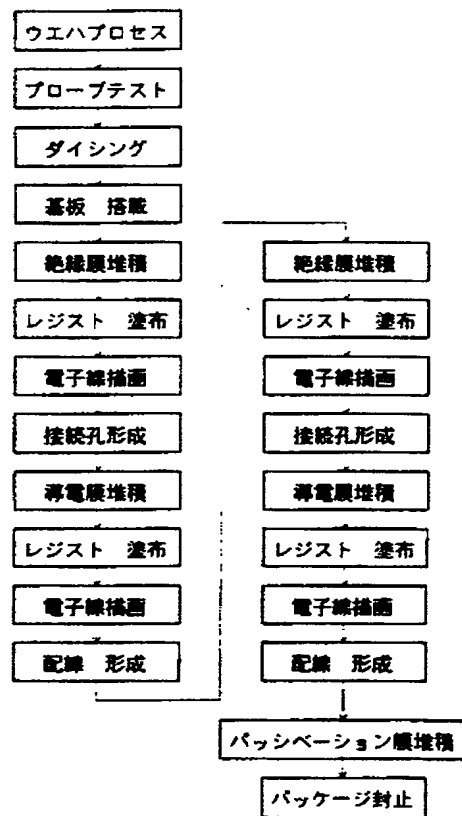 ウエハプロセス
プローブテスト
ダイシング
基板 搭載
絶縁膜堆積
レジスト 塗布
電子線描画
接続孔形成
導電膜堆積
レジスト 塗布
電子線描画
配線 形成
絶縁膜堆積
レジスト 塗布
電子線描画
接続孔形成
導電膜堆積
レジスト 塗布
電子線描画
配線 形成
パッシベーション膜堆積
パッケージ封止